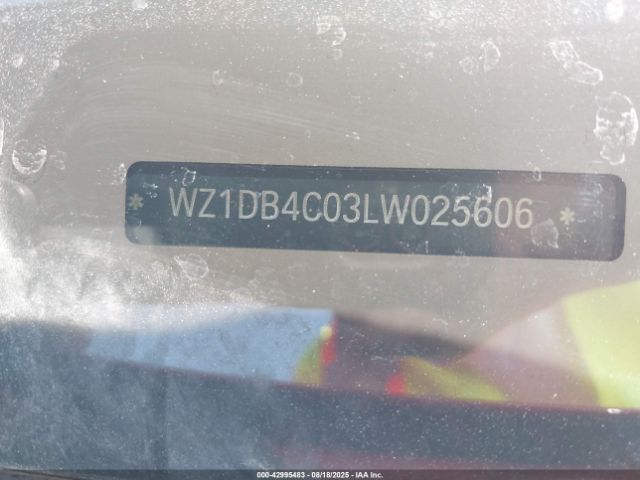 * WZ1DB4C03LW025606 *
000-42995483 - 08/18/2025 - IAA Inc.